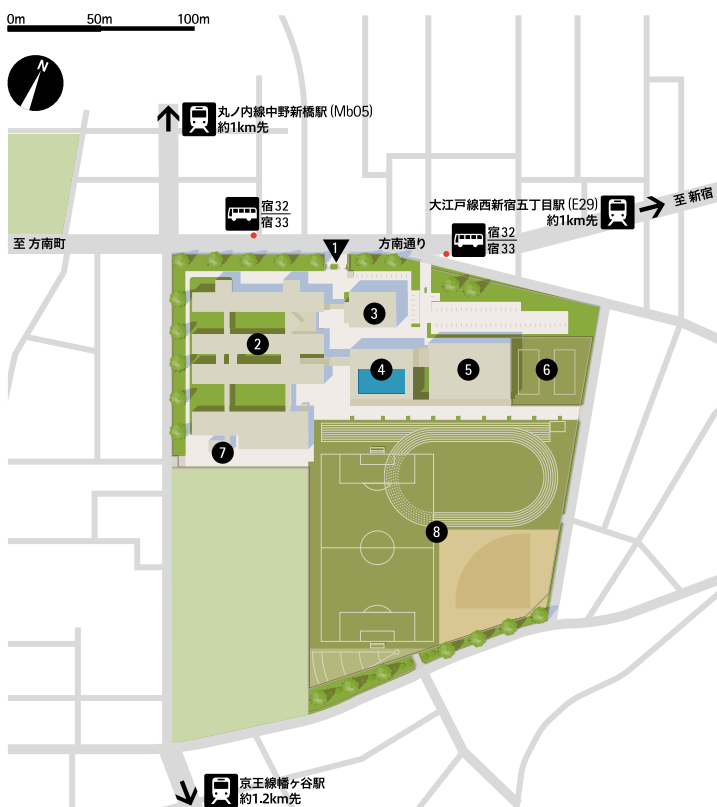 0m 50m 100m
N
丸ノ内線中野新橋駅(Mb05)
約1km先
宿32
宿33
大江戸線西新宿五丁目駅(E29)
約1km先
至 新宿
至 方南町
1
方南通り
宿32
宿33
3
2
4
5
6
7
8
京王線幡ヶ谷駅
約1.2km先